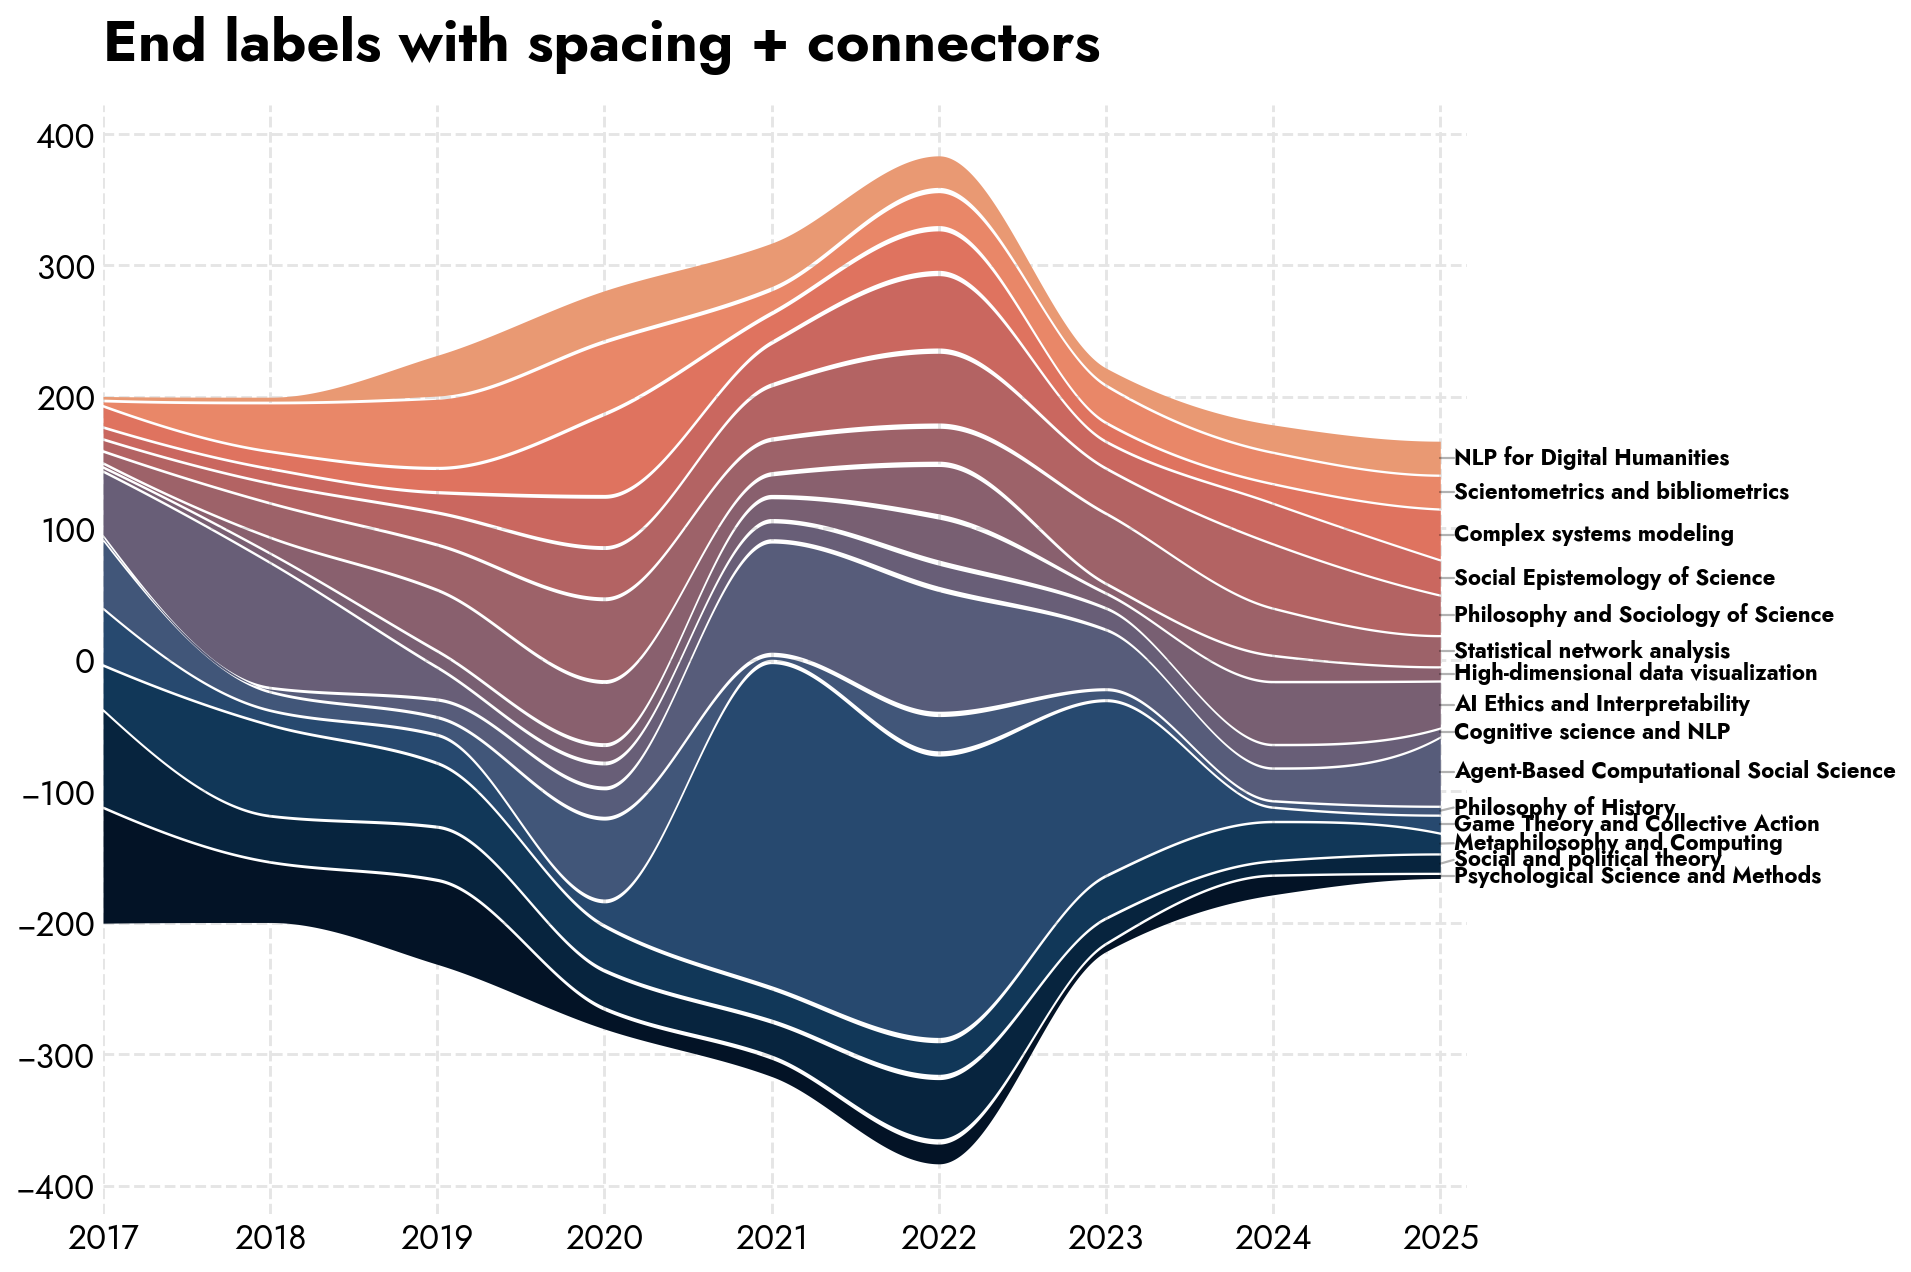 End labels with spacing + connectors
400
300
200
100
0
−100
−200
−300
−400
2017 2018 2019 2020 2021 2022 2023 2024 2025
NLP for Digital Humanities
Scientometrics and bibliometrics
Complex systems modeling
Social Epistemology of Science
Philosophy and Sociology of Science
Statistical network analysis
High-dimensional data visualization
AI Ethics and Interpretability
Cognitive science and NLP
Agent-Based Computational Social Science
Philosophy of History
Game Theory and Collective Action
Metaphilosophy and Computing
Social and political theory
Psychological Science and Methods